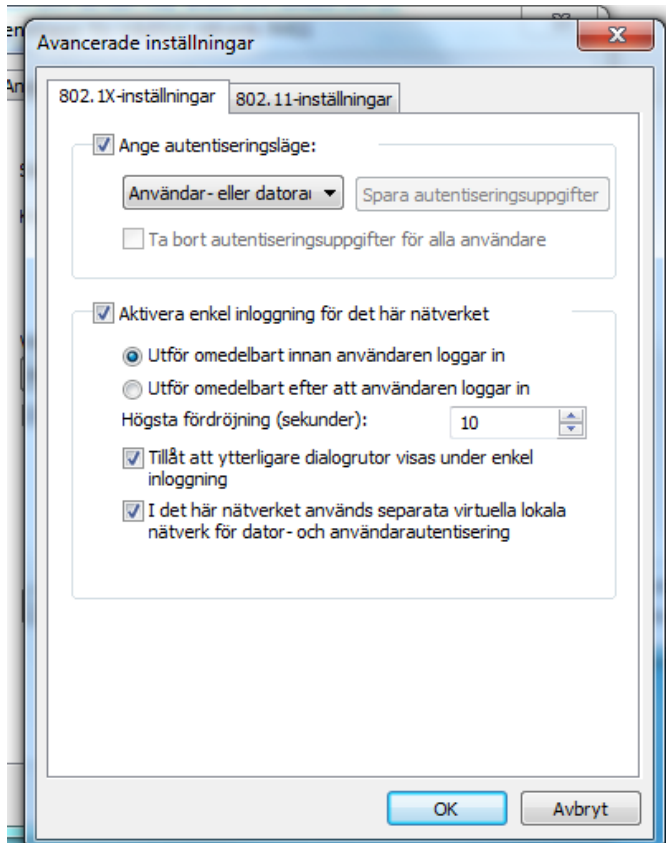 Avancerade inställningar
802.1X-inställningar
802.11-inställningar
Ange autentiseringsläge:
Användar- eller
Spara autentiseringsuppgifter
Ta bort autentiseringsuppgifter för alla användare
Aktivera enkel inloggning för det här nätverket
Utför omedelbart innan användaren loggar in
Utför omedelbart efter att användaren loggar in
Högsta fördröjning (sekunder):
10
Tillåt att ytterligare dialogrutor visas under enkel
inloggning
I det här nätverket används separata virtuella lokala
nätverk för dator- och användarautentisering
OK
Avbryt